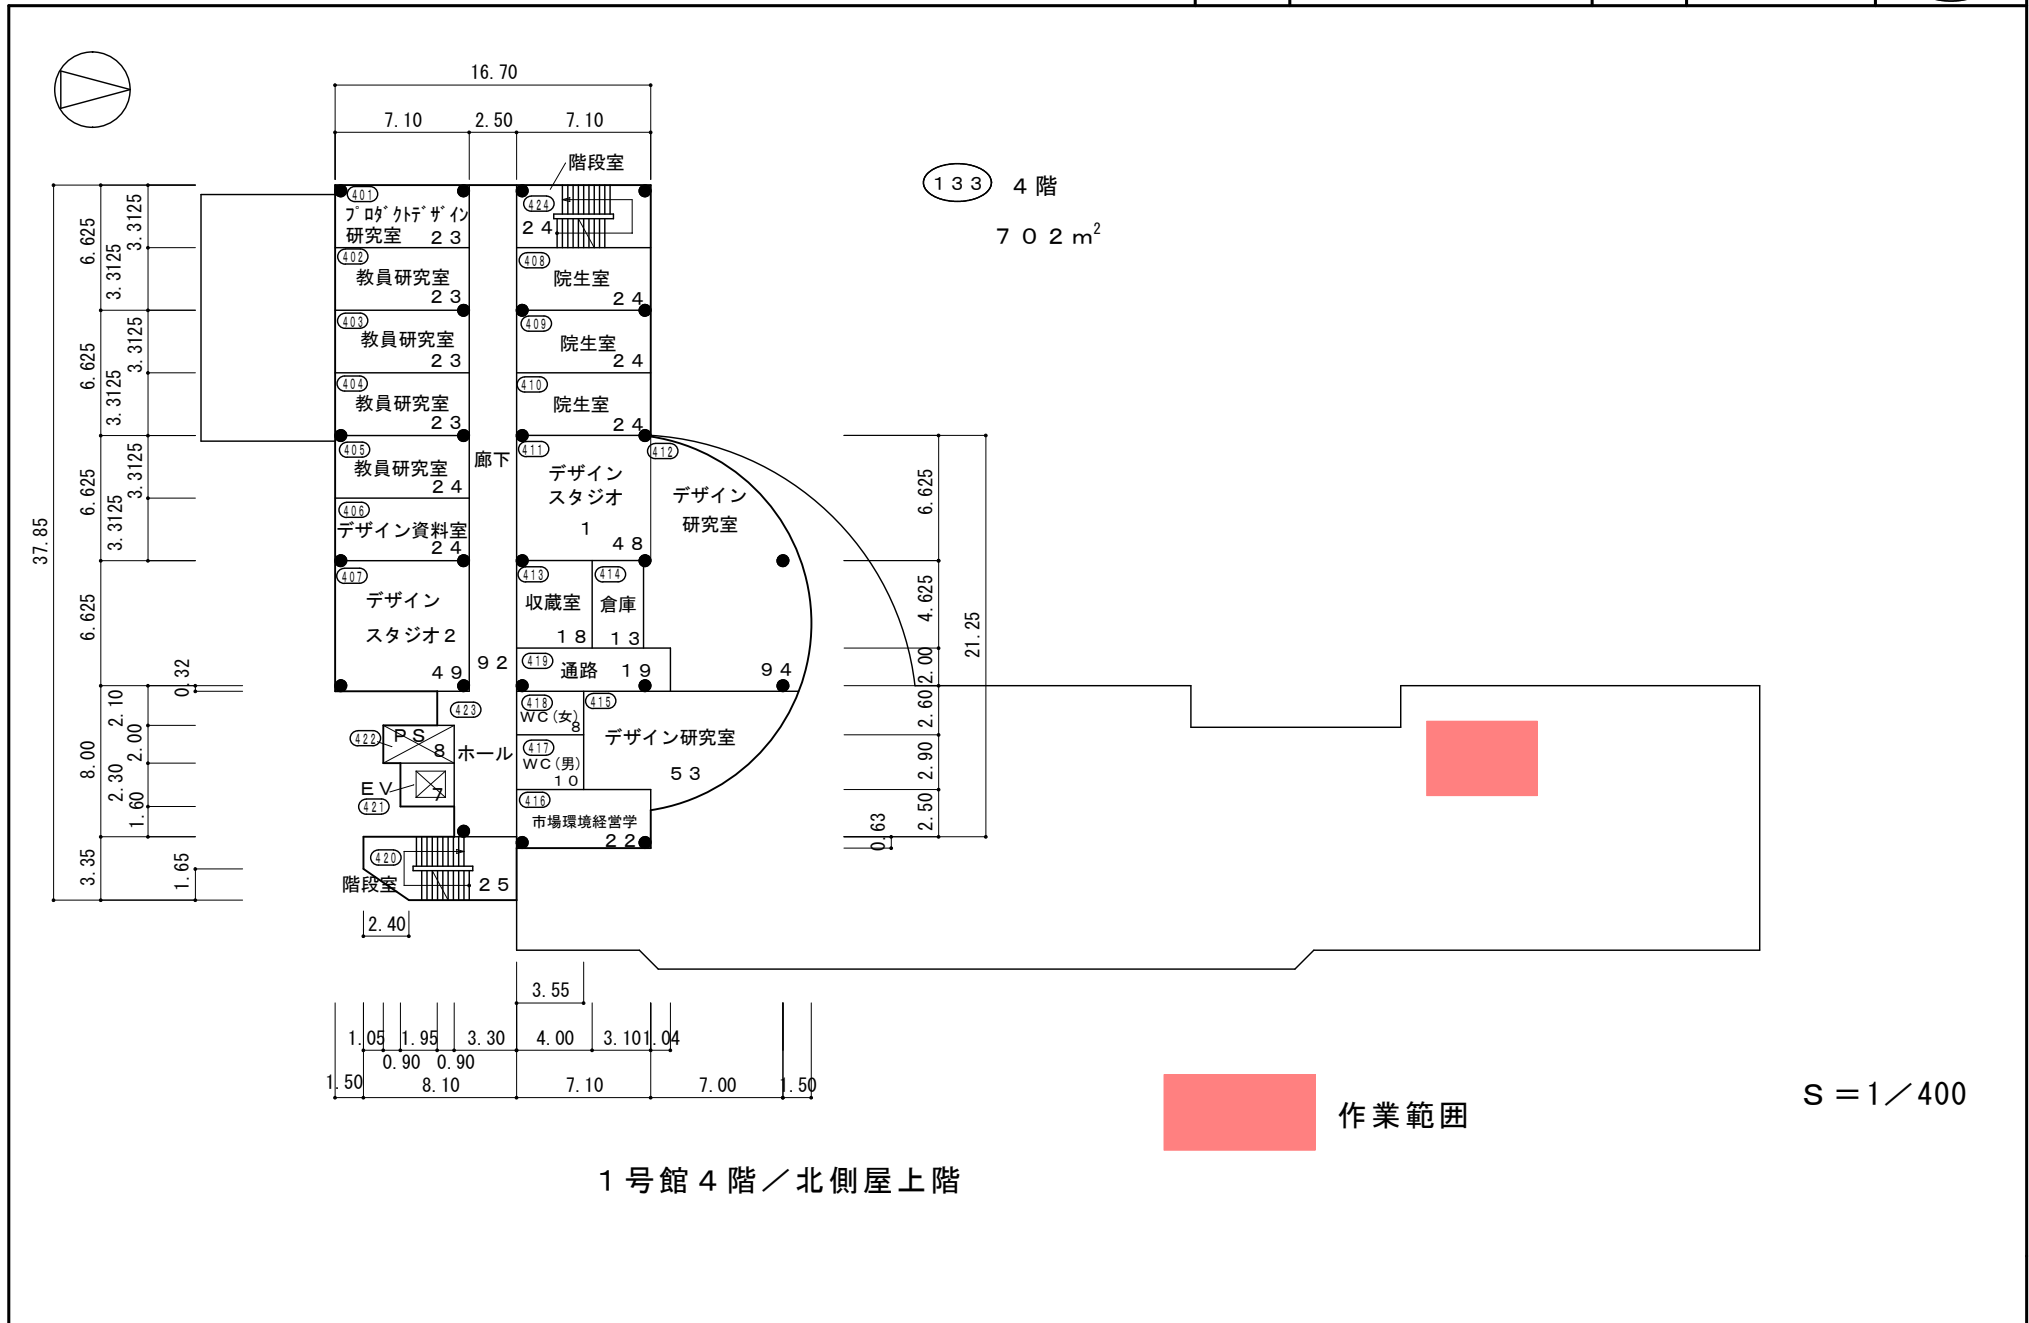 16.70
7.10
2.50
7.10
階段室
133
4階
702m²
401
プロダクトデザイン
研究室 23
424
24
402
教員研究室
23
408
院生室
24
403
教員研究室
23
409
院生室
24
404
教員研究室
23
410
院生室
24
405
教員研究室
24
廊下
411
デザイン
スタジオ
1
48
412
デザイン
研究室
94
406
デザイン資料室
24
407
デザイン
スタジオ2
49
92
413
収蔵室
18
414
倉庫
13
419
通路 19
423
ホール
418
WC(女)
8
415
デザイン研究室
53
422
PS
8
417
WC(男)
10
EV
7
421
416
市場環境経営学
22
420
階段室
25
37.85
6.625
6.625
6.625
6.625
8.00
3.35
3.3125
3.3125
3.3125
3.3125
3.3125
3.3125
0.32
2.10
2.00
2.30
1.60
1.65
2.40
6.625
4.625
2.00
2.60
2.90
2.50
0.63
21.25
3.55
1.05
0.90
1.95
0.90
3.30
4.00
3.10
1.04
1.50
8.10
7.10
7.00
1.50
作業範囲
S=1/400
1号館4階/北側屋上階